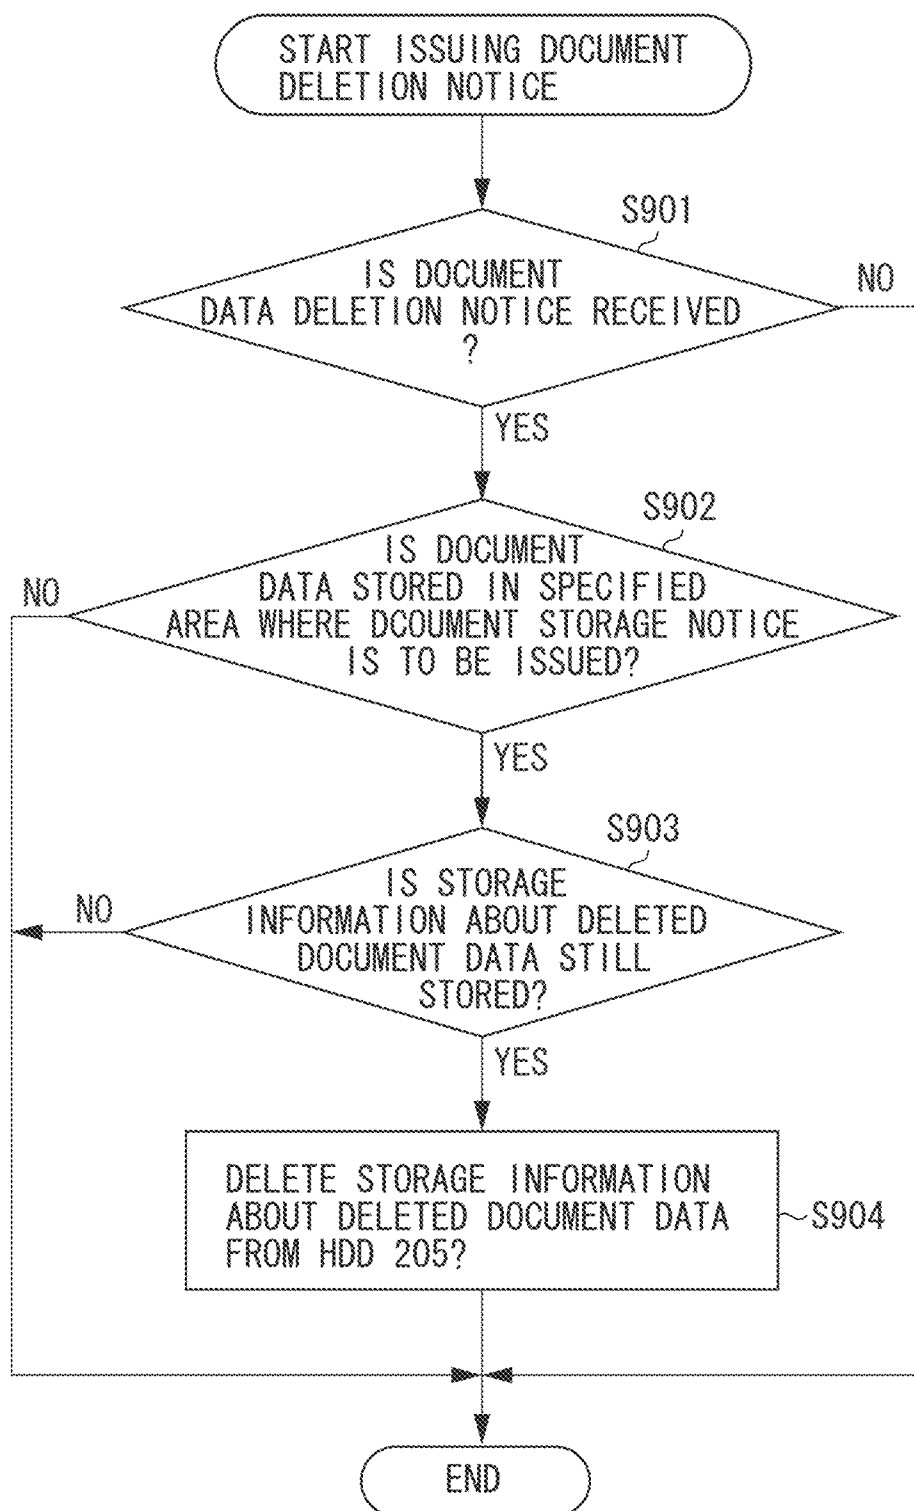 START ISSUING DOCUMENT
DELETION NOTICE
S901
IS DOCUMENT
DATA DELETION NOTICE RECEIVED
?
NO
YES
S902
IS DOCUMENT
DATA STORED IN SPECIFIED
AREA WHERE DCOUMENT STORAGE NOTICE
IS TO BE ISSUED?
NO
YES
S903
IS STORAGE
INFORMATION ABOUT DELETED
DOCUMENT DATA STILL
STORED?
NO
YES
DELETE STORAGE INFORMATION
ABOUT DELETED DOCUMENT DATA
FROM HDD 205?
S904
END